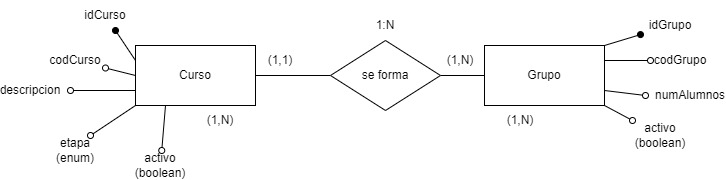 idCurso
1:N
idGrupo
codCurso
(1,1)
(1,N)
codGrupo
Curso
se forma
Grupo
descripcion
numAlumnos
(1,N)
(1,N)
etapa
(enum)
activo
(boolean)
activo
(boolean)